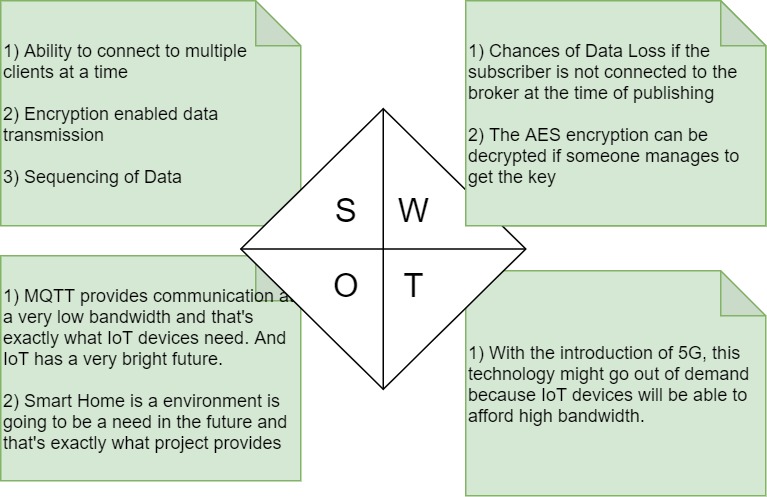 1) Ability to connect to multiple
clients at a time
2) Encryption enabled data
transmission
3) Sequencing of Data
1) Chances of Data Loss if the
subscriber is not connected to the
broker at the time of publishing
2) The AES encryption can be
decrypted if someone manages to
get the key
S W
O T
1) MQTT provides communication
a very low bandwidth and that's
exactly what IoT devices need. And
IoT has a very bright future.
2) Smart Home is a environment is
going to be a need in the future and
that's exactly what project provides
1) With the introduction of 5G, this
technology might go out of demand
because IoT devices will be able to
afford high bandwidth.